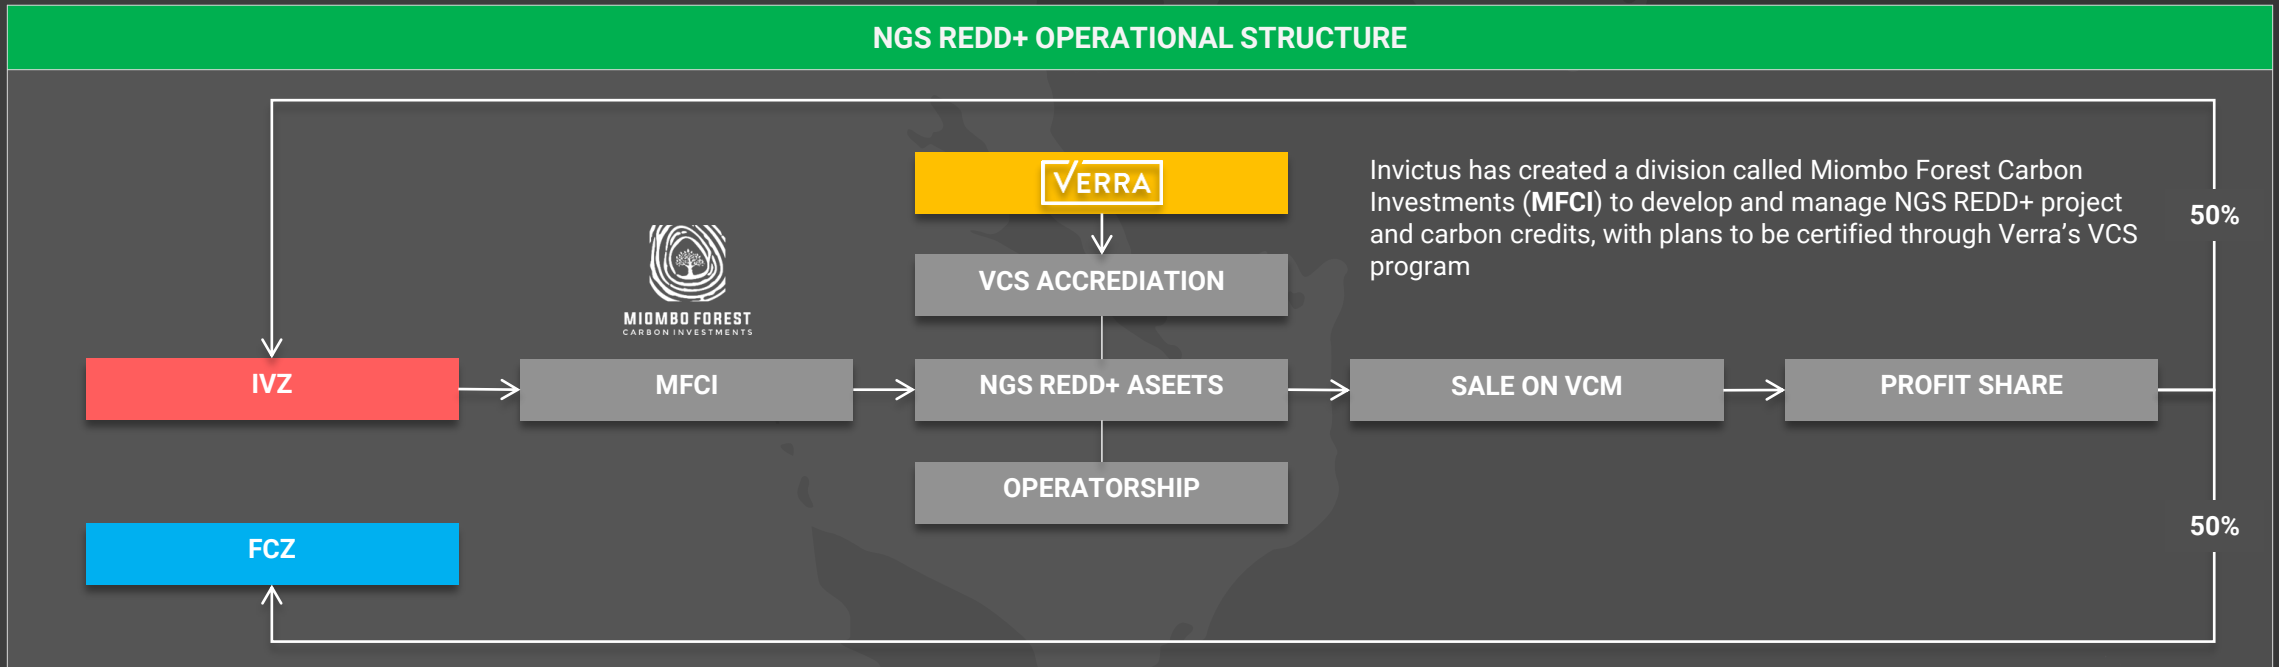 NGS REDD+ OPERATIONAL STRUCTURE
VERRA
Invictus has created a division called Miombo Forest Carbon
Investments (MFCI) to develop and manage NGS REDD+ project
and carbon credits, with plans to be certified through Verra’s VCS
program
50%
VCS ACCREDIATION
MIOMBO FOREST
CARBON INVESTMENTS
IVZ
MFCI
NGS REDD+ ASEETS
SALE ON VCM
PROFIT SHARE
OPERATORSHIP
50%
FCZ